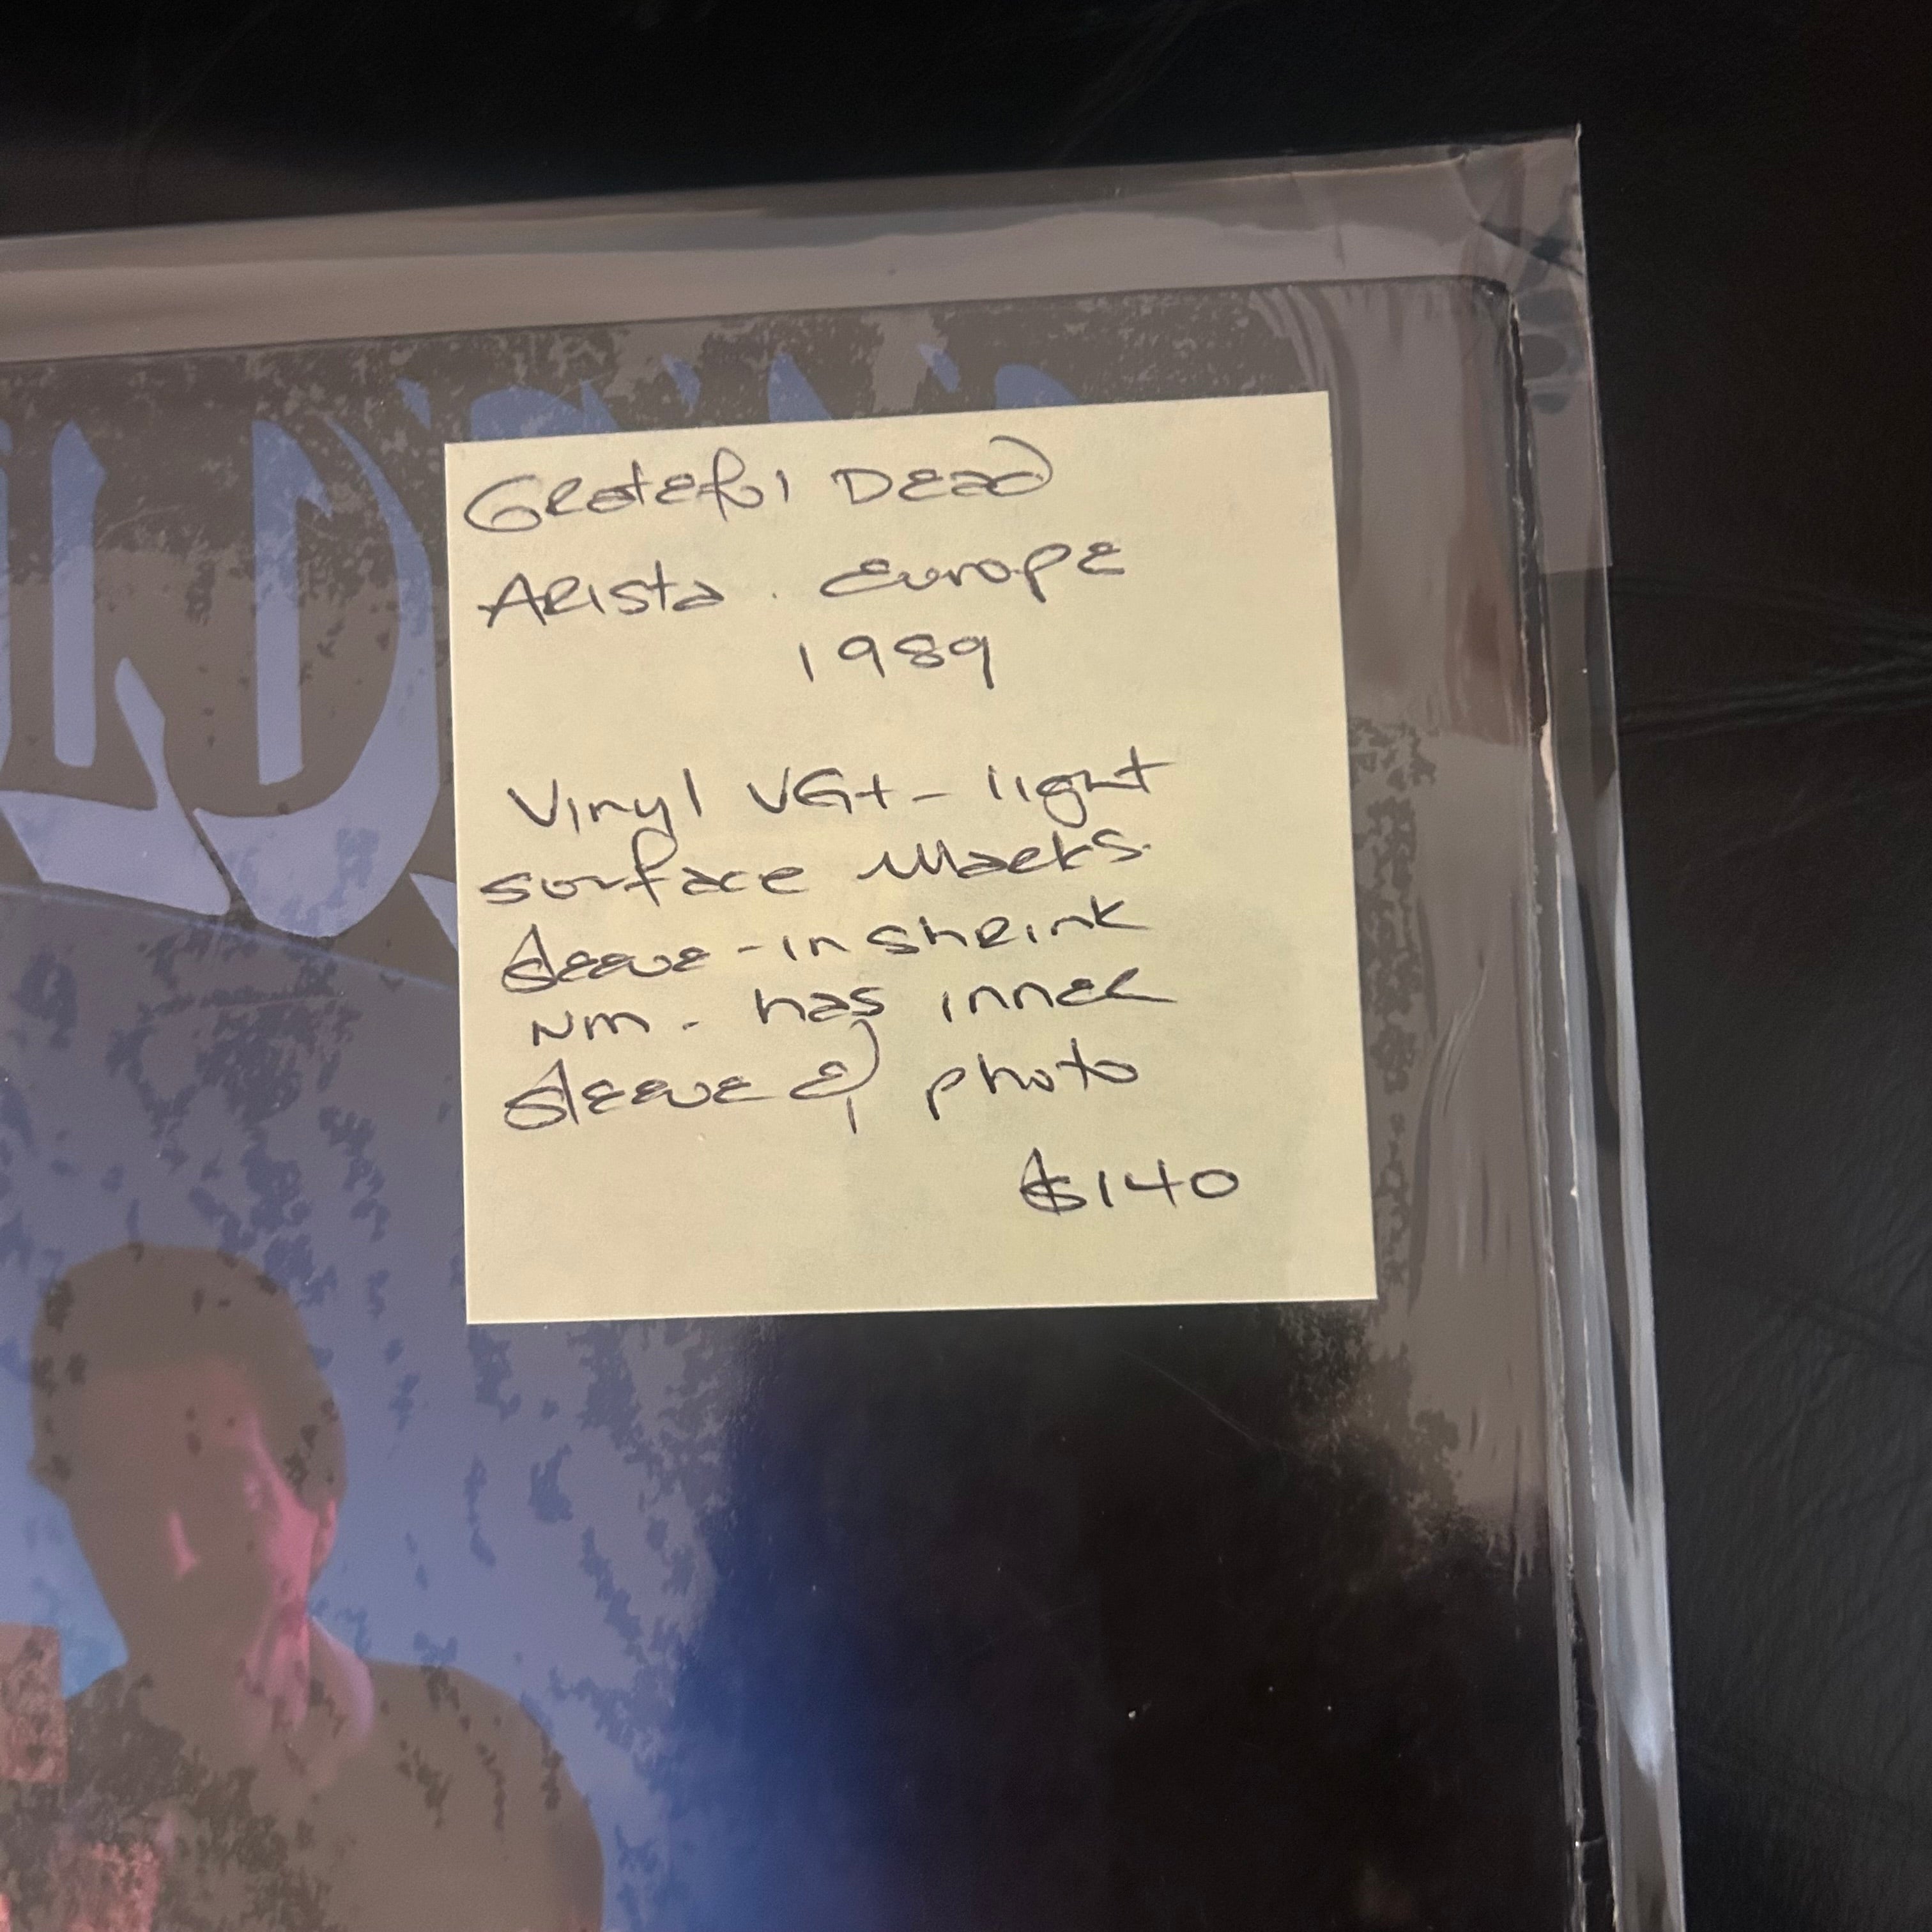 Grateful Dead
Arista. Europe
1989
Vinyl VG+ - light
surface marks.
Sleeve - in shrink
NM - has inner
sleeve & photo
$140